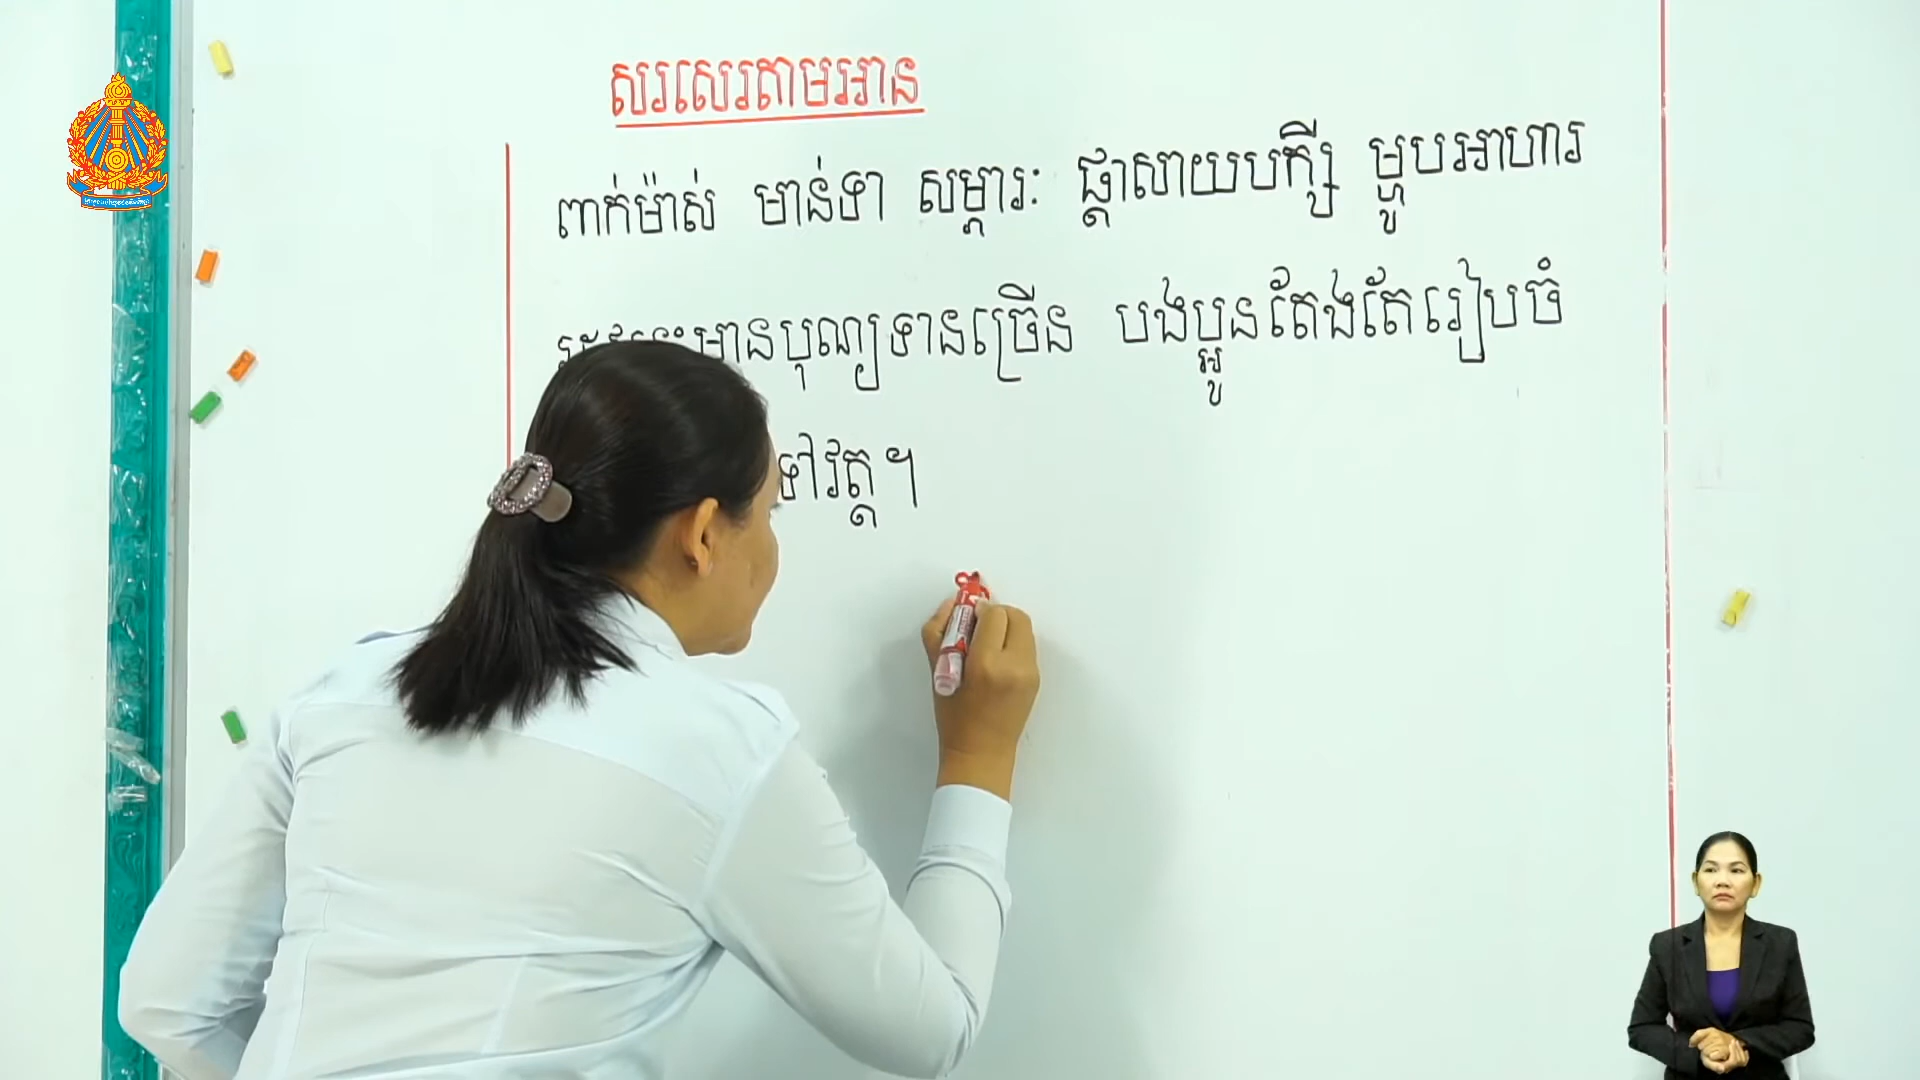 សរសេរតាមអាន
ពាក់ម៉ាស់ មាន់ទា សម្ភារៈ ផ្ដាសាយបក្សី ម្ហូបអាហារ
មានបុណ្យទានច្រើន បងប្អូនតែងតែរៀបចំ
ទៅវត្ត។